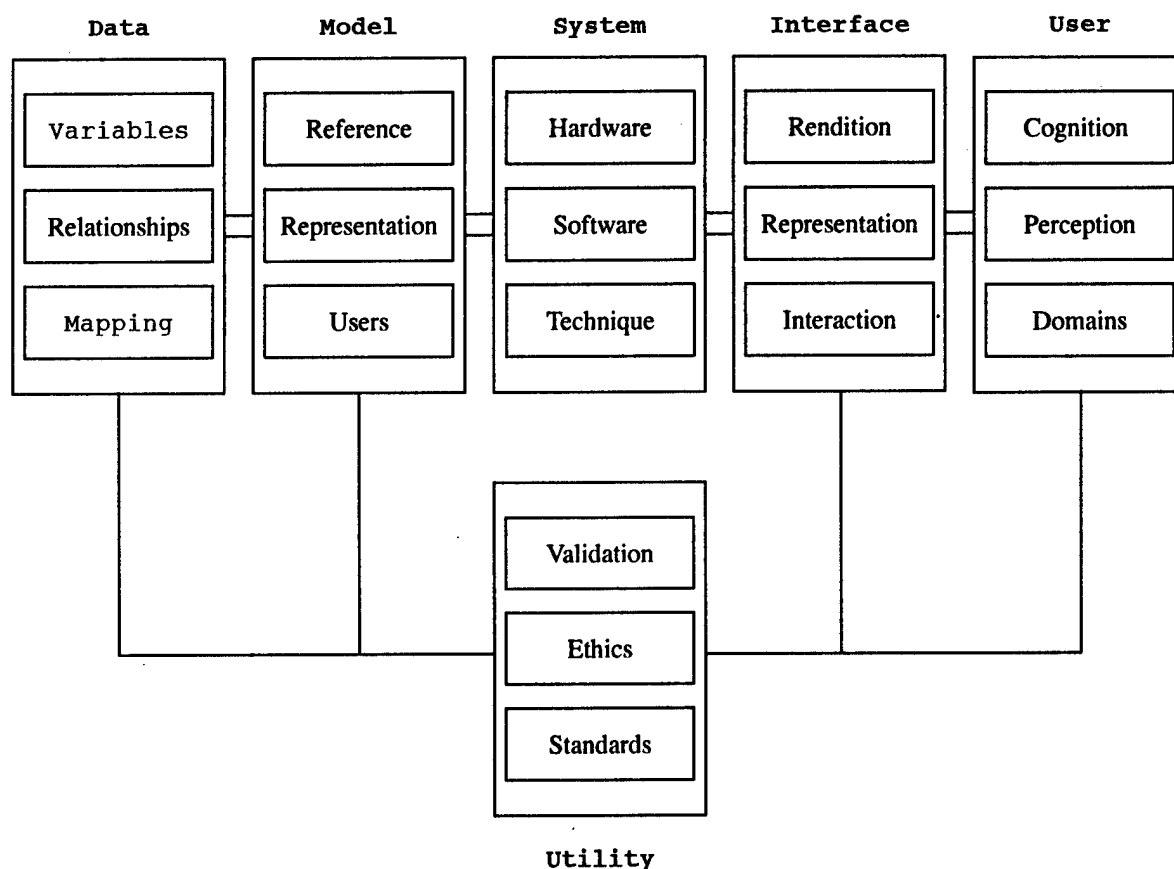 Data Model System Interface User
Variables Reference Hardware Rendition Cognition
Relationships Representation Software Representation Perception
Mapping Users Technique Interaction Domains
Validation
Ethics
Standards
Utility